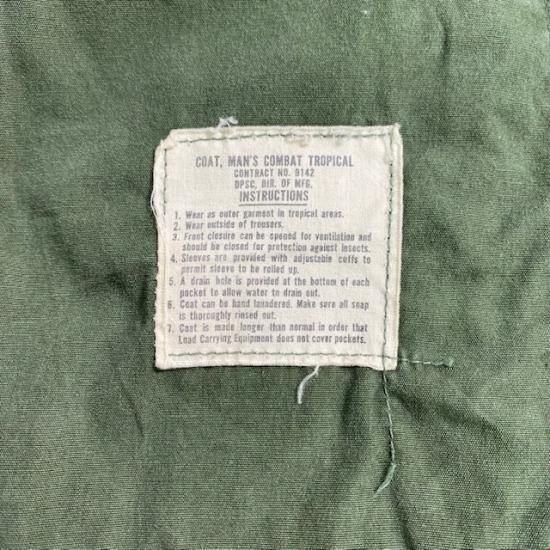 COAT, MAN'S COMBAT TROPICAL
CONTRACT NO. 9142
DPSC, DIR. OF MFG.
INSTRUCTIONS
1. Wear as outer garment in tropical areas.
2. Wear outside of trousers.
3. Front closure can be opened for ventilation and
should be closed for protection against insects.
4. Sleeves are provided with adjustable cuffs to
permit sleeve to be rolled up.
5. A drain hole is provided at the bottom of each
pocket to allow water to drain out.
6. Coat can be hand laundered. Make sure all soap
is thoroughly rinsed out.
7. Coat is made longer than normal in order that
Load Carrying Equipment does not cover pockets.